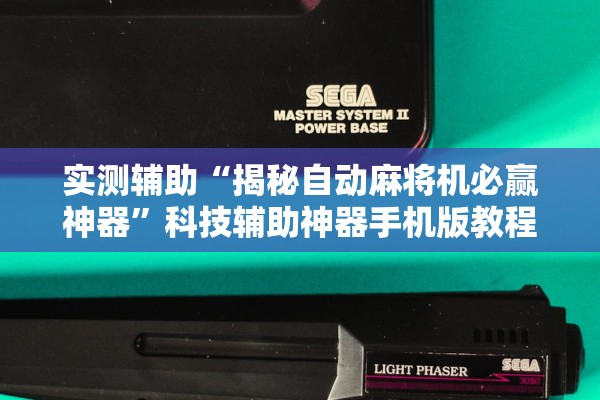 SEGA
MASTER SYSTEM II
POWER BASE
实测辅助“揭秘自动麻将机必赢
神器”科技辅助神器手机版教程
LIGHT PHASER
SEGA
3050